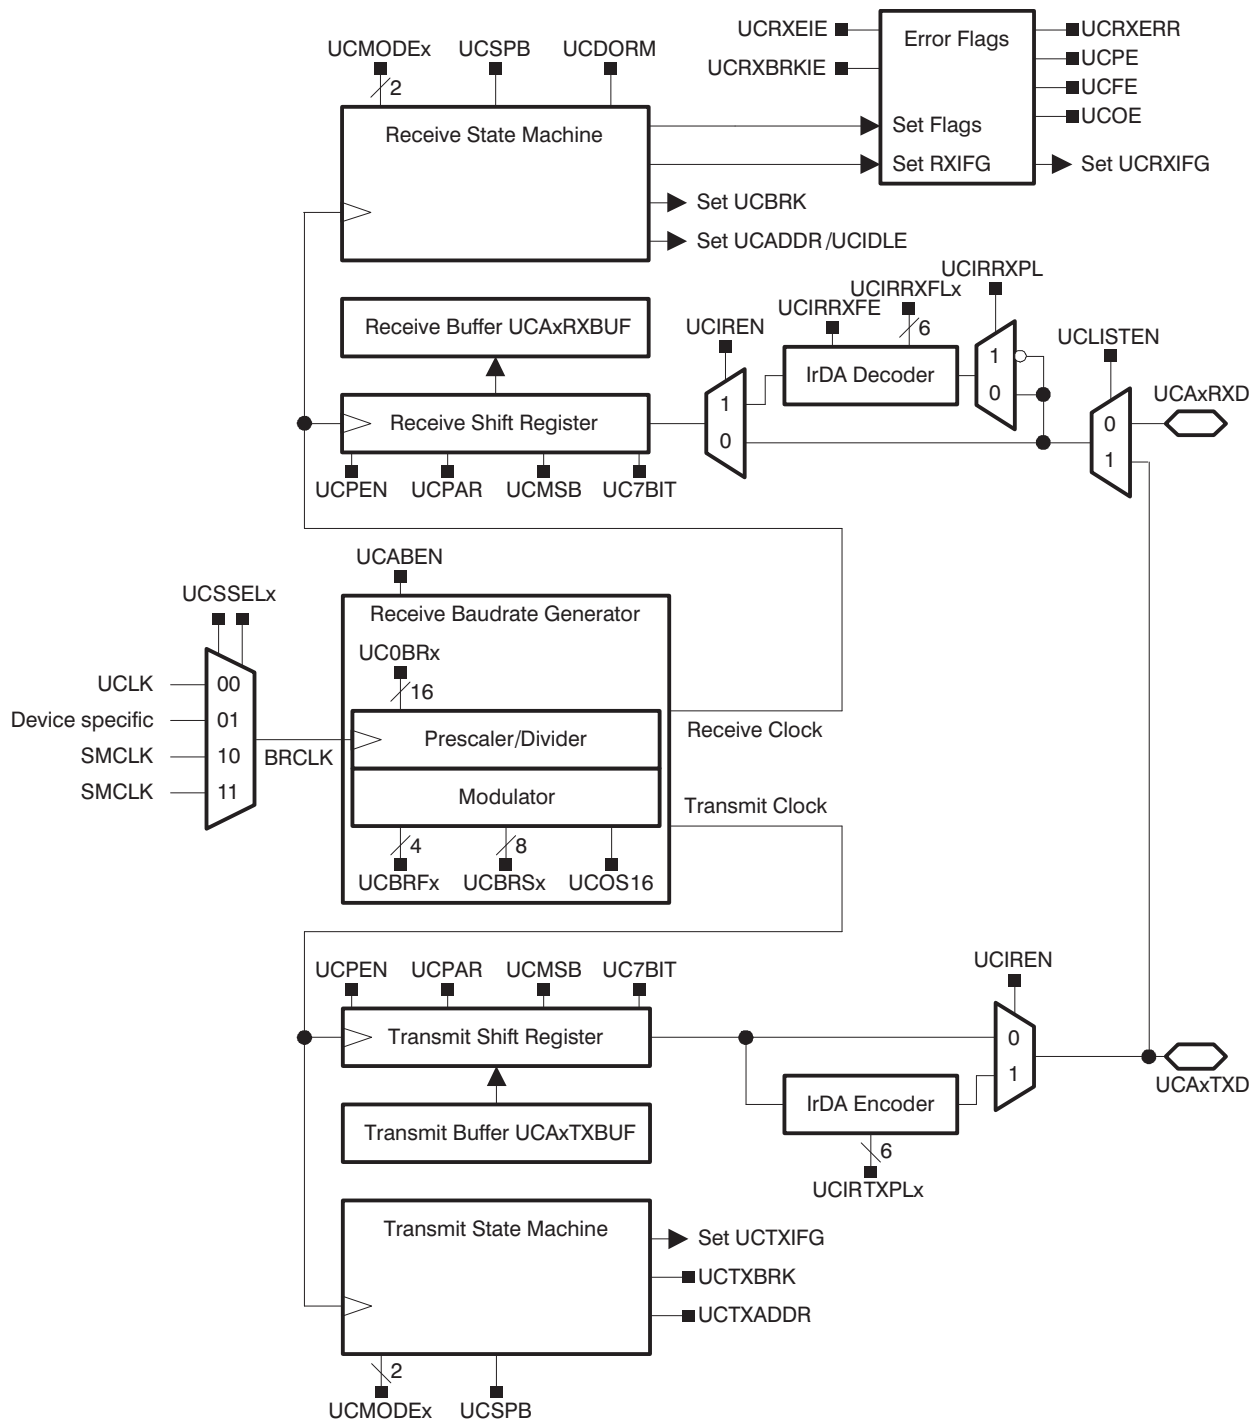 UCMODEx
UCSPB
UCDORM
2
Receive State Machine
UCRXEIE
UCRXBRKIE
Error Flags
Set Flags
Set RXIFG
UCRXERR
UCPE
UCFE
UCOE
Set UCRXIFG
Set UCBRK
Set UCADDR /UCIDLE
Receive Buffer UCAxRXBUF
Receive Shift Register
UCPEN
UCPAR
UCMSB
UC7BIT
UCIREN
1
0
UCIRRXFE
UCIRRXFLx
6
IrDA Decoder
UCIRRXPL
1
0
UCLISTEN
0
1
UCAxRXD
UCABEN
Receive Baudrate Generator
UC0BRx
16
Prescaler/Divider
Modulator
4
8
UCBRFx
UCBRSx
UCOS16
UCSSELx
UCLK
00
Device specific
01
SMCLK
10
SMCLK
11
BRCLK
Receive Clock
Transmit Clock
UCPEN
UCPAR
UCMSB
UC7BIT
Transmit Shift Register
Transmit Buffer UCAxTXBUF
UCIREN
0
1
IrDA Encoder
6
UCIRTXPLx
UCAxTXD
Transmit State Machine
Set UCTXIFG
UCTXBRK
UCTXADDR
2
UCMODEx
UCSPB